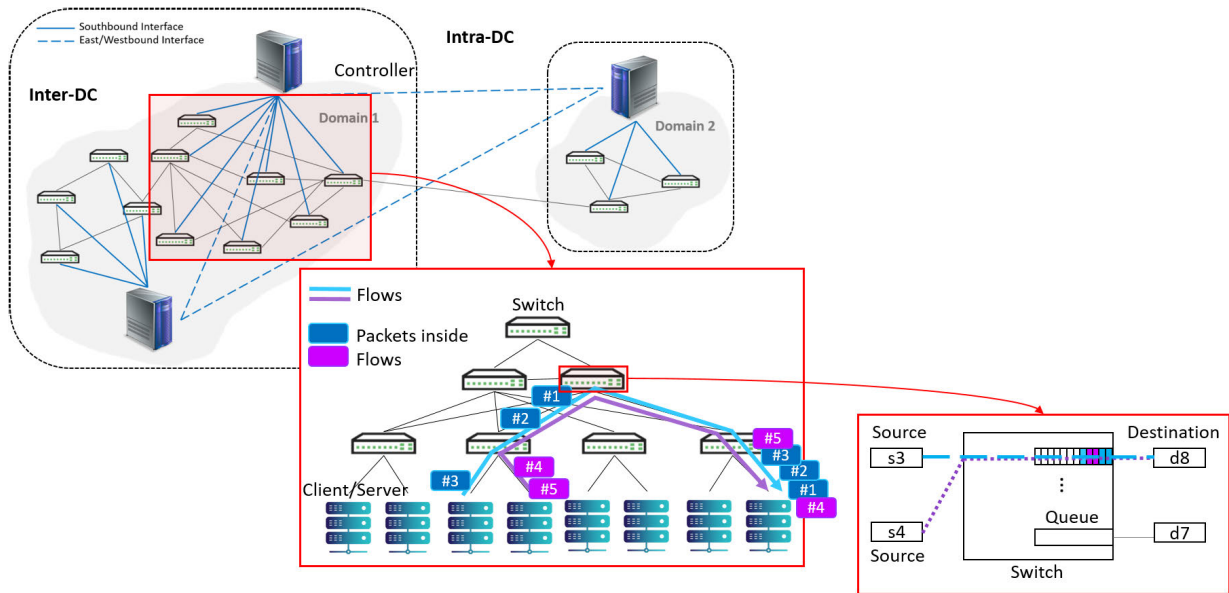 Southbound Interface
East/Westbound Interface
Intra-DC
Controller
Inter-DC
Domain 1
Domain 2
Flows
Switch
Packets inside
Flows
#1
#2
#3
#4
#5
#5
#3
#2
#1
#4
Client/Server
Source
Destination
s3
d8
Queue
s4
d7
Source
Switch